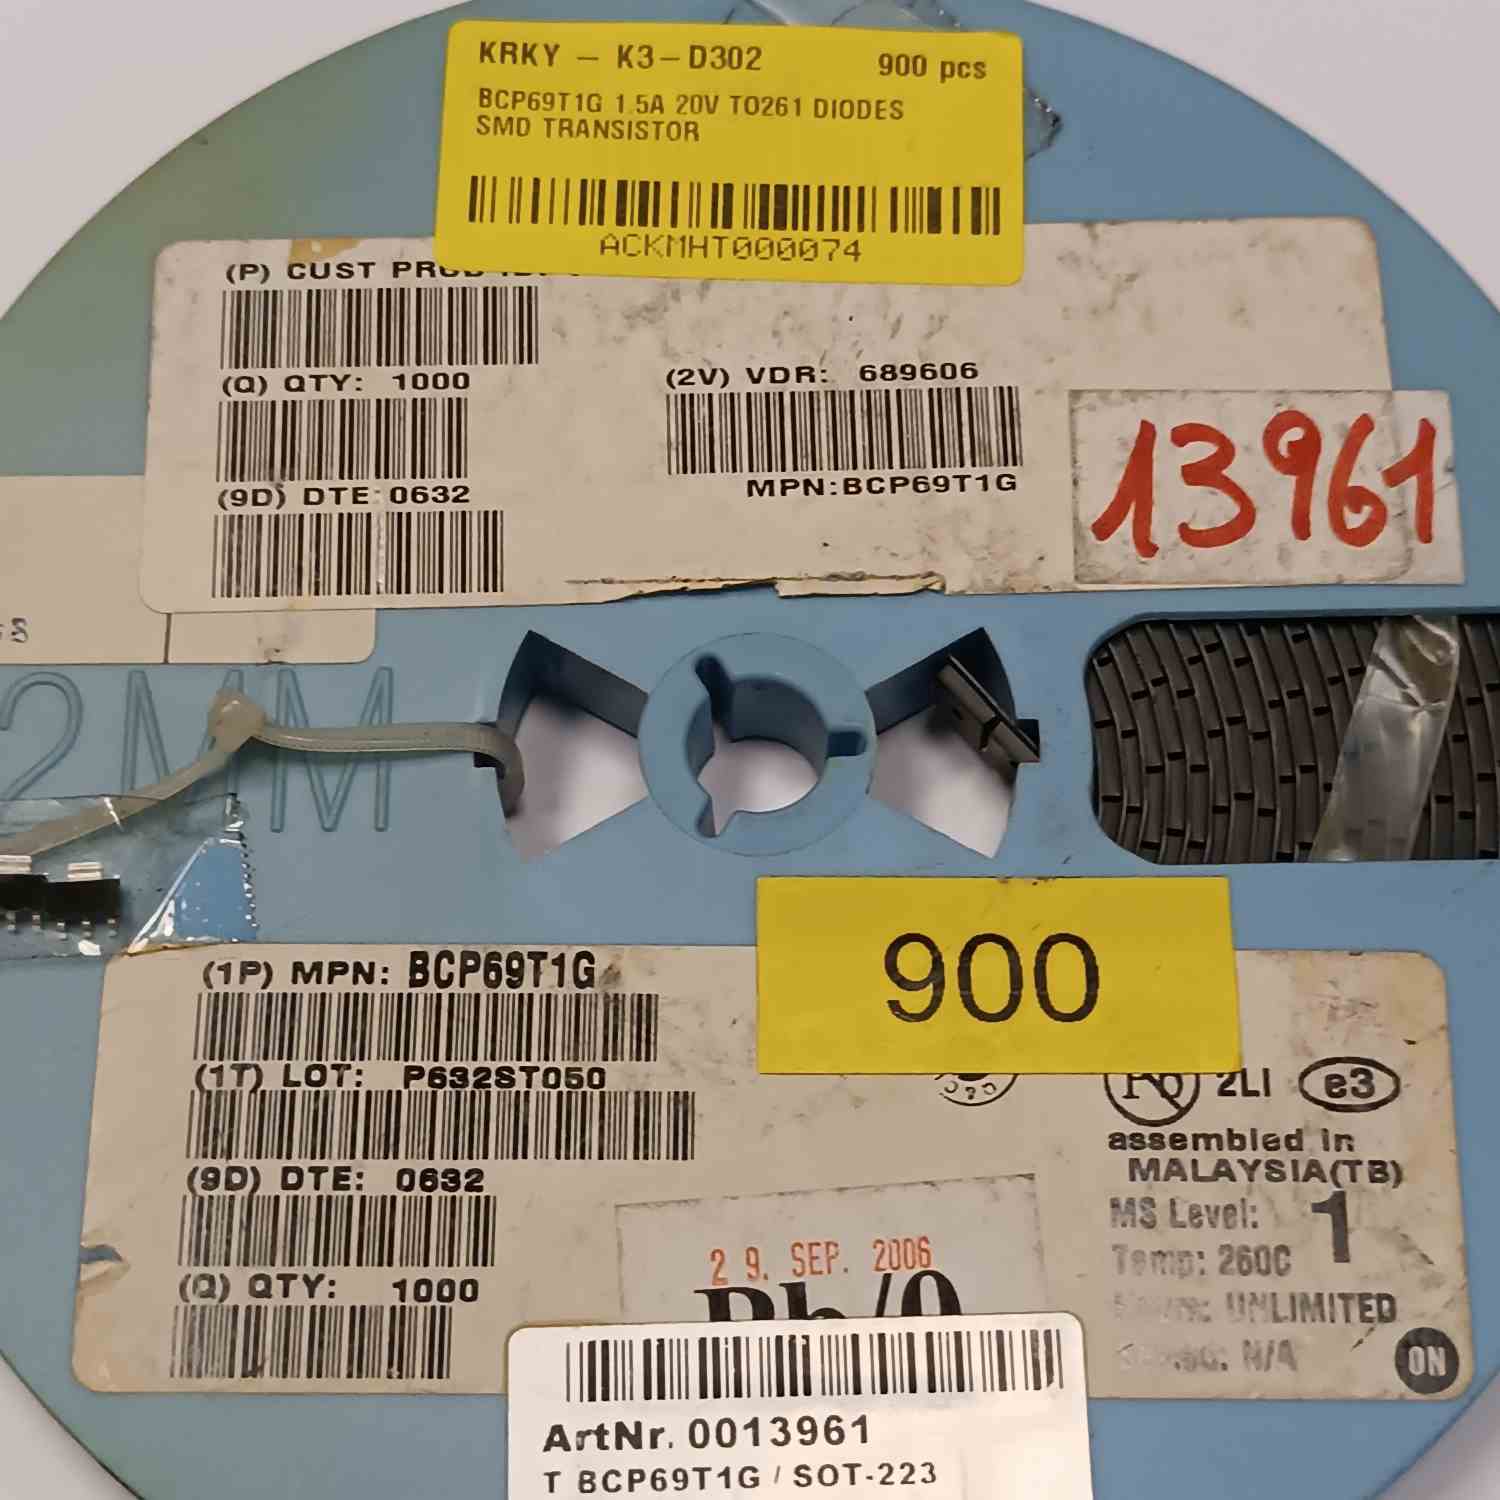 KRKY – K3-D302 900 pcs
BCP69T1G 1.5A 20V TO261 DIODES
SMD TRANSISTOR
ACKMHT000074
(P) CUST
(Q) QTY: 1000
(2V) VDR: 689606
(9D) DTE:0632
MPN:BCP69T1G
13961
2MM
900
(1P) MPN: BCP69T1G
(1T) LOT: P632ST050
2LI e3
assembled in
MALAYSIA(TB)
(9D) DTE: 0632
MS Level: 1
Temp: 260C
29. SEP. 2006
(Q) QTY: 1000
UNLIMITED
N/A
ON
ArtNr. 0013961
T BCP69T1G / SOT-223